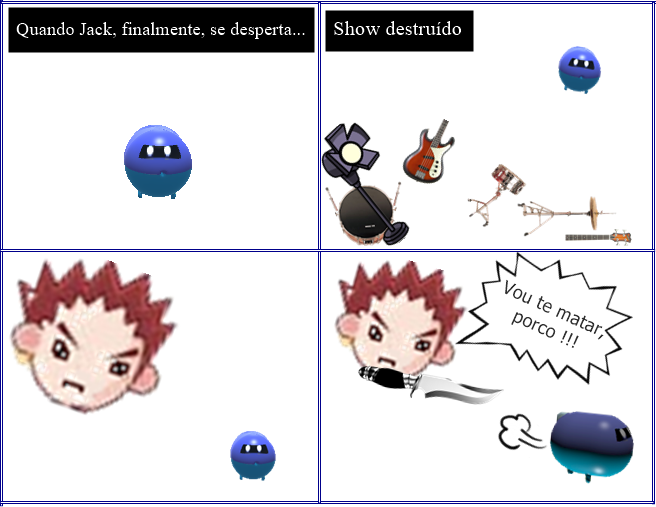 Quando Jack, finalmente, se desperta...
Show destruído
Vou te matar,
porco !!!